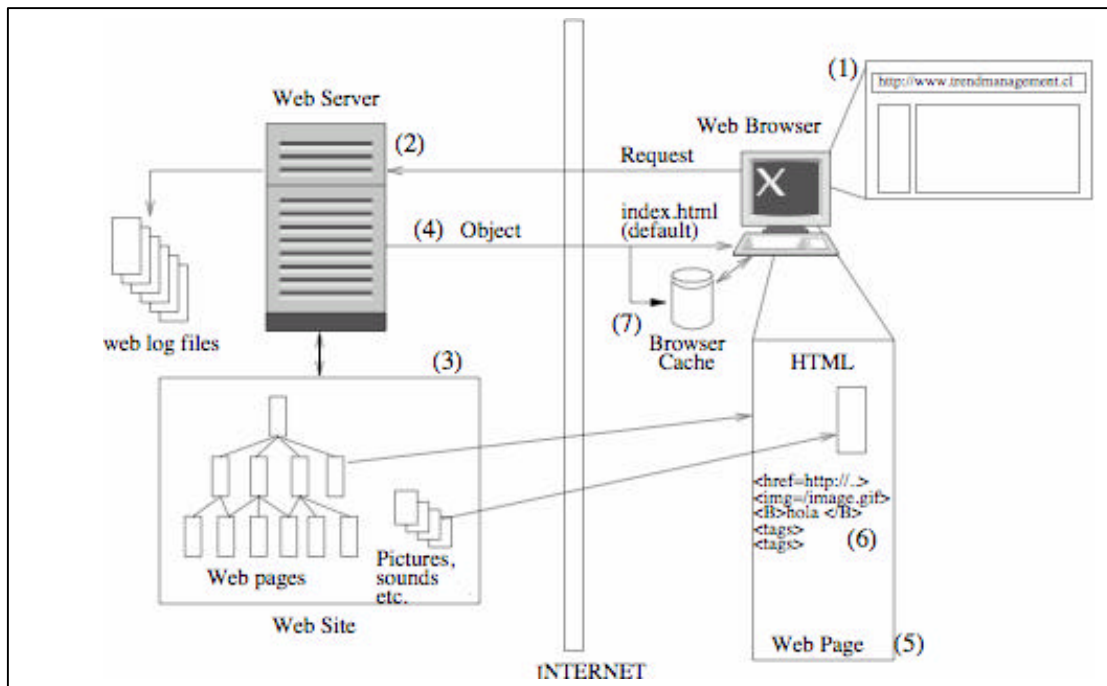 (1)
http://www.trendmanagement.cl
Web Server
Web Browser
(2)
Request
index.html
(default)
(4) Object
web log files
(7)
Browser
Cache
(3)
HTML
<href=http://..>
<img=/image.gif>
<B>hola </B>
<tags>
<tags>
(6)
Web pages
Pictures,
sounds
etc.
Web Site
Web Page
(5)
INTERNET